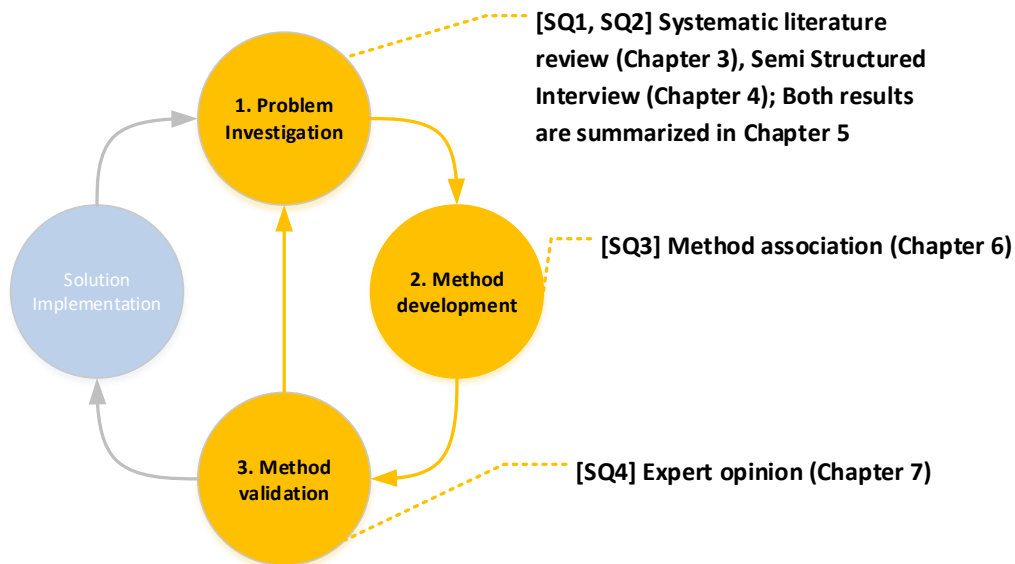 [SQ1, SQ2] Systematic literature
review (Chapter 3), Semi Structured
Interview (Chapter 4); Both results
are summarized in Chapter 5
1. Problem
Investigation
[SQ3] Method association (Chapter 6)
2. Method
development
Solution
Implementation
3. Method
validation
[SQ4] Expert opinion (Chapter 7)